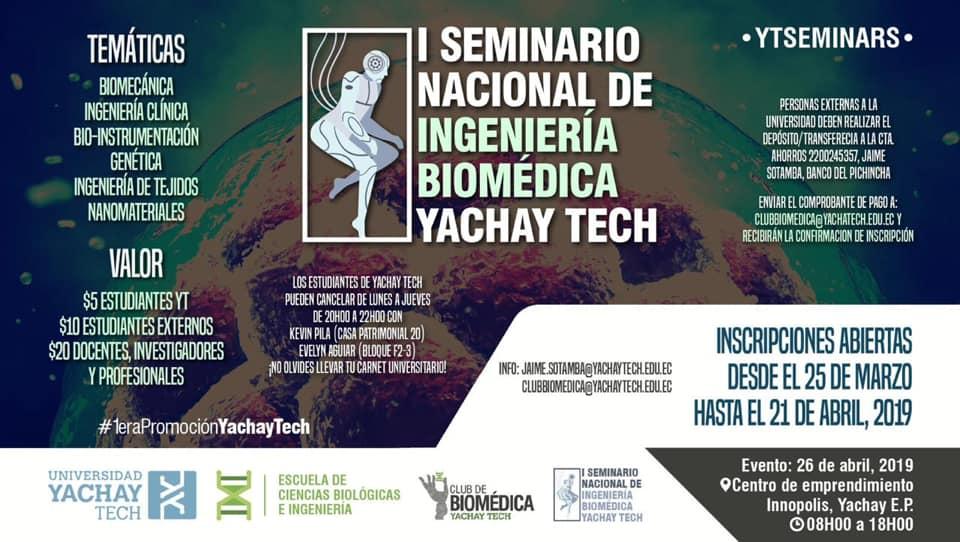 TEMÁTICAS
BIOMECÁNICA
INGENIERÍA CLÍNICA
BIO-INSTRUMENTACIÓN
GENÉTICA
INGENIERÍA DE TEJIDOS
NANOMATERIALES
VALOR
$5 ESTUDIANTES YT
$10 ESTUDIANTES EXTERNOS
$20 DOCENTES, INVESTIGADORES
Y PROFESIONALES
#1eraPromociónYachayTech
I SEMINARIO
NACIONAL DE
INGENIERÍA
BIOMÉDICA
YACHAY TECH
LOS ESTUDIANTES DE YACHAY TECH
PUEDEN CANCELAR DE LUNES A JUEVES
DE 20H00 A 22H00 CON
KEVIN PILA (CASA PATRIMONIAL 20)
EVELYN AGUIAR (BLOQUE F2-3)
¡NO OLVIDES LLEVAR TU CARNET UNIVERSITARIO!
• YTSEMINARS •
PERSONAS EXTERNAS A LA
UNIVERSIDAD DEBEN REALIZAR EL
DEPÓSITO/TRANSFERECIA A LA CTA.
AHORROS 2200245357, JAIME
SOTAMBA, BANCO DEL PICHINCHA
ENVIAR EL COMPROBANTE DE PAGO A:
CLUBBIOMEDICA@YACHATECH.EDU.EC Y
RECIBIRÁN LA CONFIRMACION DE INSCRIPCIÓN
INFO: JAIME.SOTAMBA@YACHAYTECH.EDU.EC
CLUBBIOMEDICA@YACHAYTECH.EDU.EC
INSCRIPCIONES ABIERTAS
DESDE EL 25 DE MARZO
HASTA EL 21 DE ABRIL, 2019
UNIVERSIDAD
YACHAY
TECH
ESCUELA DE
CIENCIAS BIOLÓGICAS
E INGENIERÍA
CLUB DE
BIOMÉDICA
YACHAY TECH
I SEMINARIO
NACIONAL DE
INGENIERÍA
BIOMÉDICA
YACHAY TECH
Evento: 26 de abril, 2019
Centro de emprendimiento
Innopolis, Yachay E.P.
08H00 a 18H00